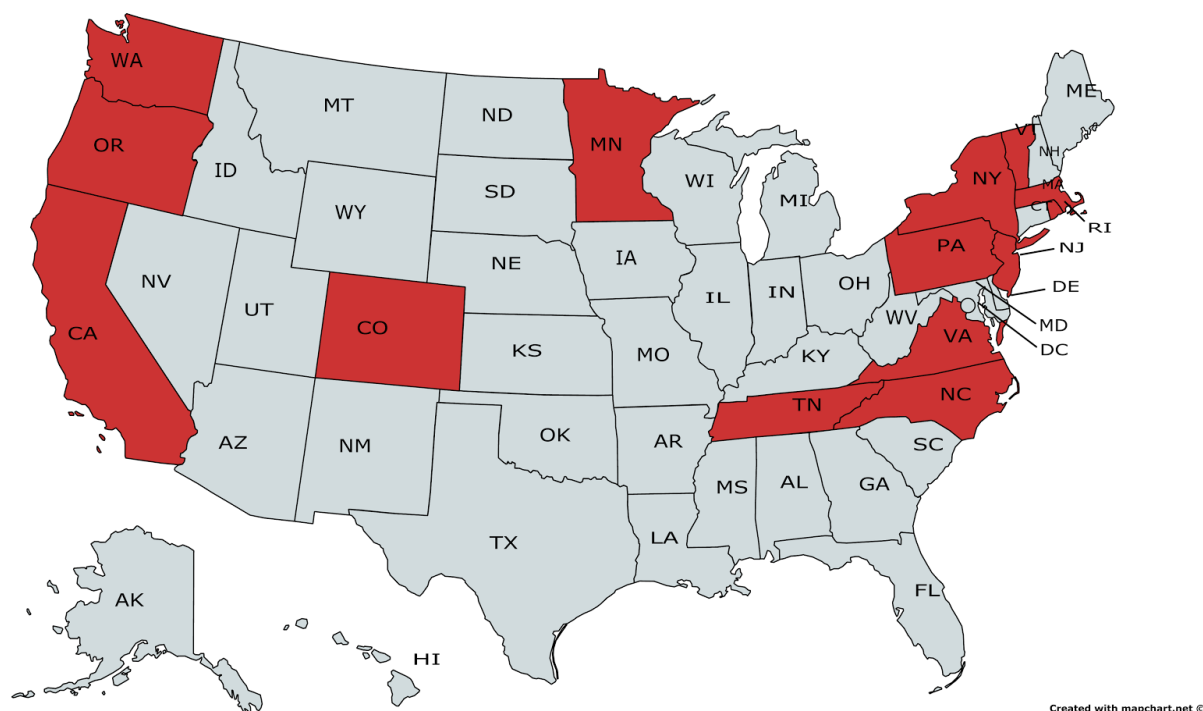 WA
MT
ND
MN
ME
OR
ID
SD
WI
MI
NY
VT
NH
MA
WY
C
RI
PA
NJ
NE
IA
NV
UT
CO
IL
IN
OH
DE
WV
MD
VA
DC
CA
KS
MO
KY
TN
NC
AZ
NM
OK
AR
SC
MS
AL
GA
TX
LA
FL
AK
HI
Created with mapchart.net ©